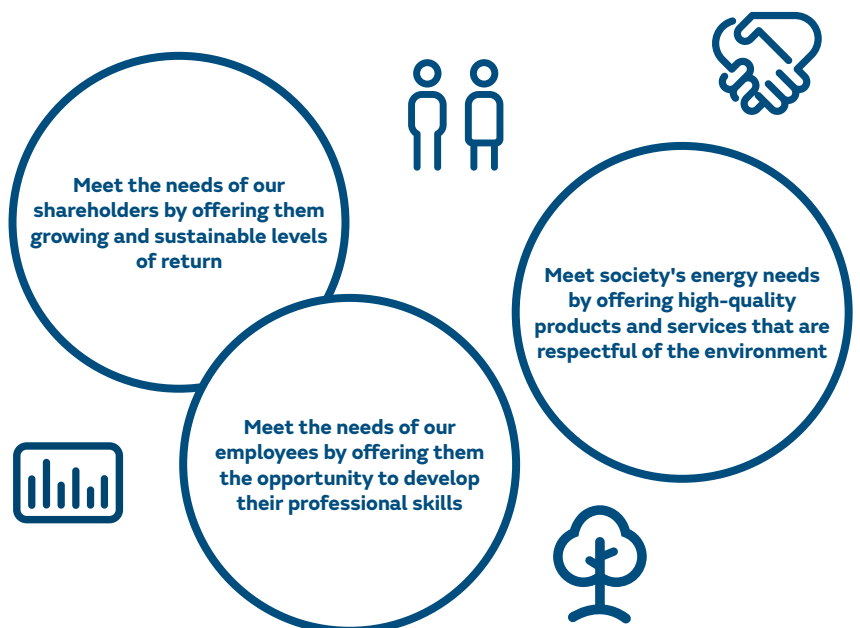 Meet the needs of our
shareholders by offering them
growing and sustainable levels
of return
Meet society's energy needs
by offering high-quality
products and services that are
respectful of the environment
Meet the needs of our
employees by offering them
the opportunity to develop
their professional skills